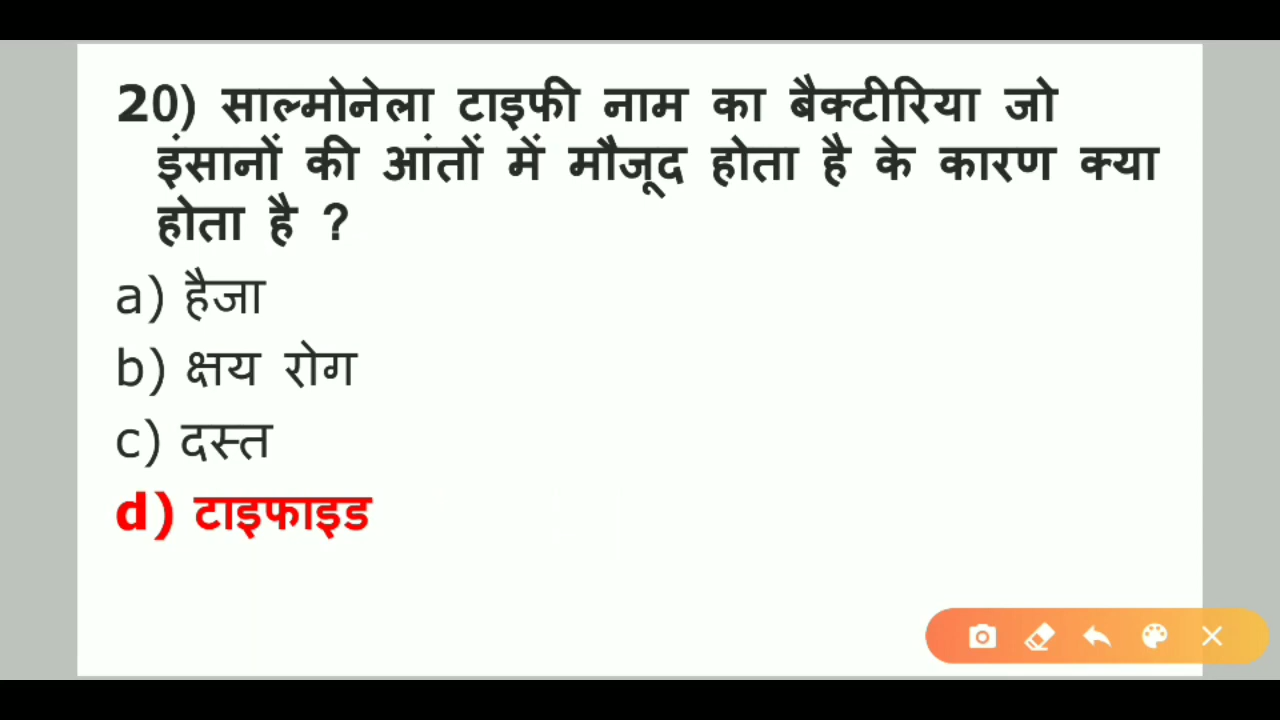 20) साल्मोनेला टाइफी नाम का बैक्टीरिया जो
इंसानों की आंतों में मौजूद होता है के कारण क्या
होता है ?
a) हैजा
b) क्षय रोग
c) दस्त
d) टाइफाइड